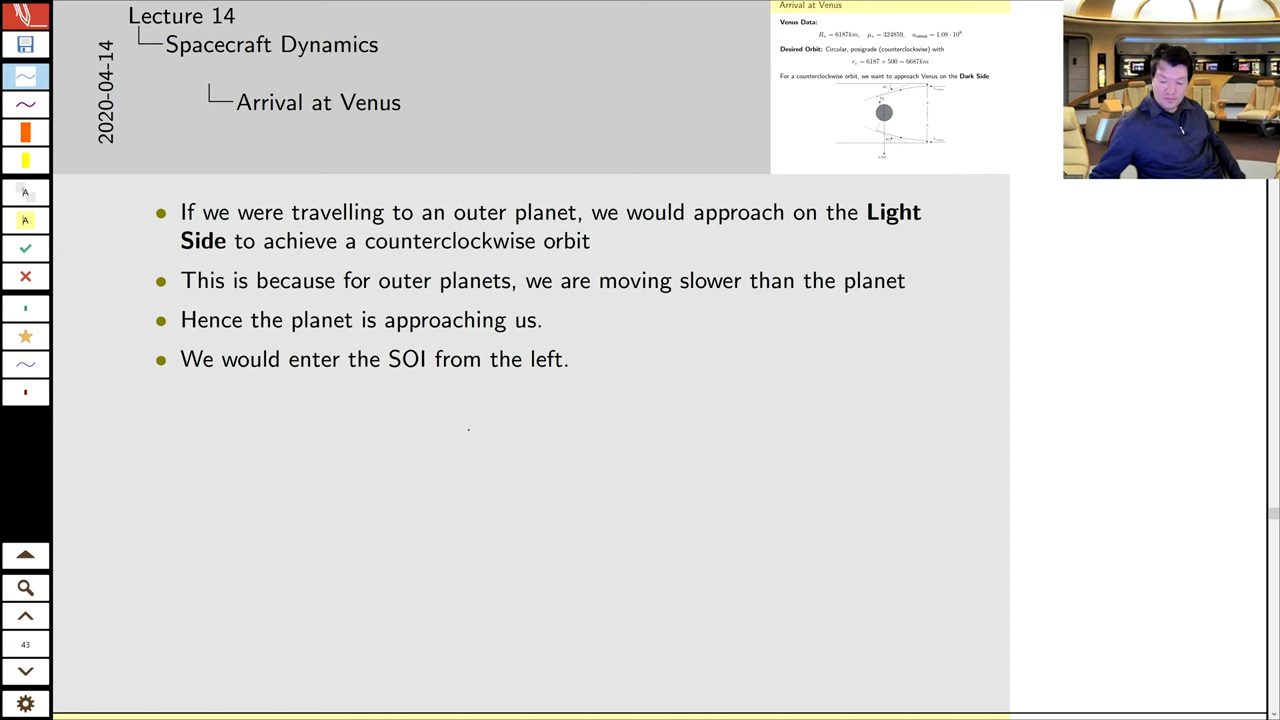 Lecture 14
Spacecraft Dynamics
Arrival at Venus
2020-04-14
Arrival at Venus
Venus Data:
Desired Orbit: Circular, posigrade (counterclockwise) with
For a counterclockwise orbit, we want to approach Venus on the Dark Side
• If we were travelling to an outer planet, we would approach on the Light
Side to achieve a counterclockwise orbit
• This is because for outer planets, we are moving slower than the planet
• Hence the planet is approaching us.
• We would enter the SOI from the left.
A
A
43